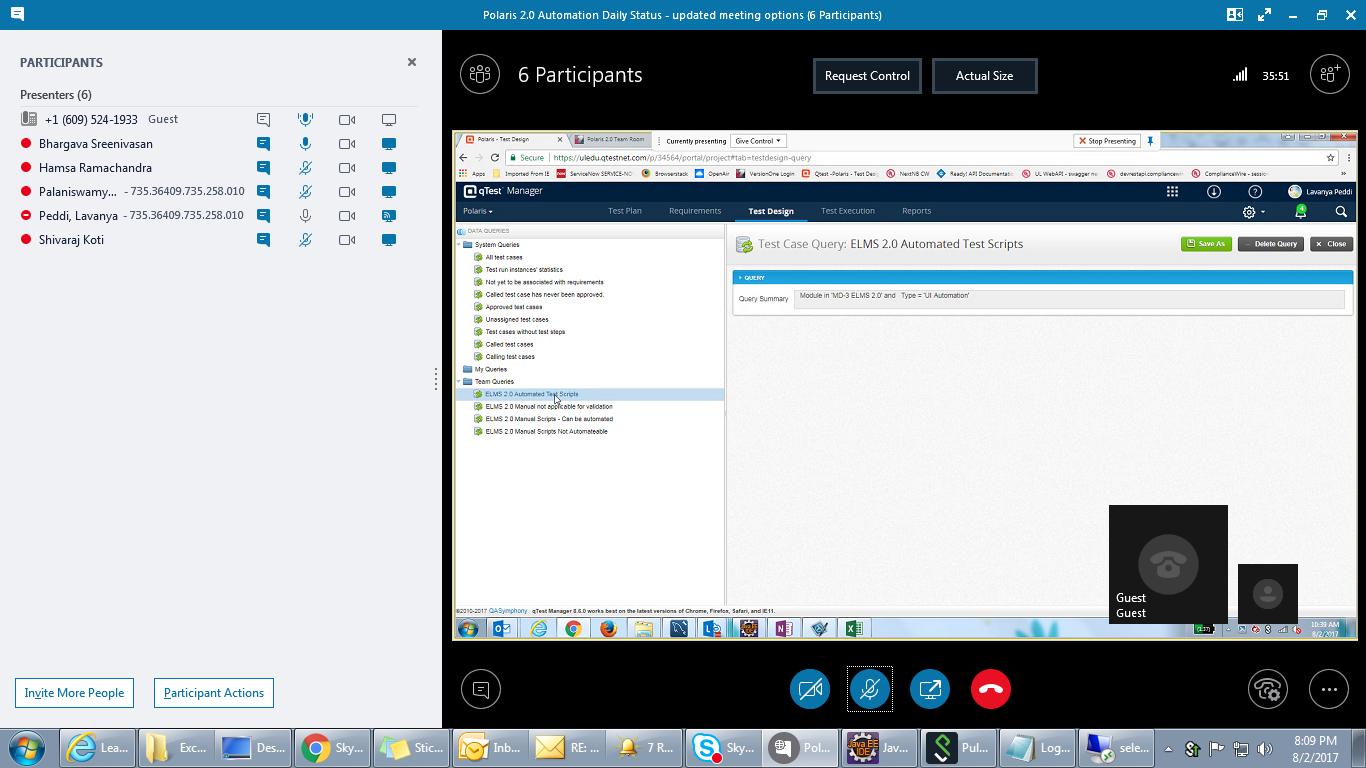 Polaris 2.0 Automation Daily Status - updated meeting options (6 Participants)
PARTICIPANTS
Presenters (6)
+1 (609) 524-1933 Guest
Bhargava Sreenivasan
Hamsa Ramachandra
Palaniswamy... - 735.36409.735.258.010
Peddi, Lavanya - 735.36409.735.258.010
Shivaraj Koti
Invite More People
Participant Actions
6 Participants
Request Control
Actual Size
35:51
Polaris - Test Design
Polaris 2.0 Team Room
Currently presenting
Give Control
Stop Presenting
Secure
https://uledu.qtestnet.com/p/34564/portal/project#tab=testdesign-query
Apps
Imported From IE
ServiceNow SERVICE-NO
Browserstack
OpenAir
VersionOne Login
Qtest -Polaris - Test Desi
NextNB CW
Ready! API Documentatio
UL WebAPI - swagger
devrestapi.compliancewir
ComplianceWire - session
qTest Manager
Lavanya Peddi
Polaris
Test Plan
Requirements
Test Design
Test Execution
Reports
4
DATA QUERIES
System Queries
All test cases
Test run instances' statistics
Not yet to be associated with requirements
Called test case has never been approved.
Approved test cases
Unassigned test cases
Test cases without test steps
Called test cases
Calling test cases
My Queries
Team Queries
ELMS 2.0 Automated Test Scripts
ELMS 2.0 Manual not applicable for validation
ELMS 2.0 Manual Scripts - Can be automated
ELMS 2.0 Manual Scripts Not Automateable
Test Case Query: ELMS 2.0 Automated Test Scripts
Save As
Delete Query
Close
QUERY
Query Summary
Module in 'MD-3 ELMS 2.0' and Type = 'UI Automation'
©2010-2017 QASymphony qTest Manager 8.6.0 works best on the latest versions of Chrome, Firefox, Safari, and IE11.
Guest
Guest
10:39 AM
8/2/2017
Lea...
Exc...
Des...
Sky...
Stic...
Inb...
RE: ...
7 R...
Sky...
Pol...
Java EE
IDE
Jav...
Pul...
Log...
sele...
8:09 PM
8/2/2017